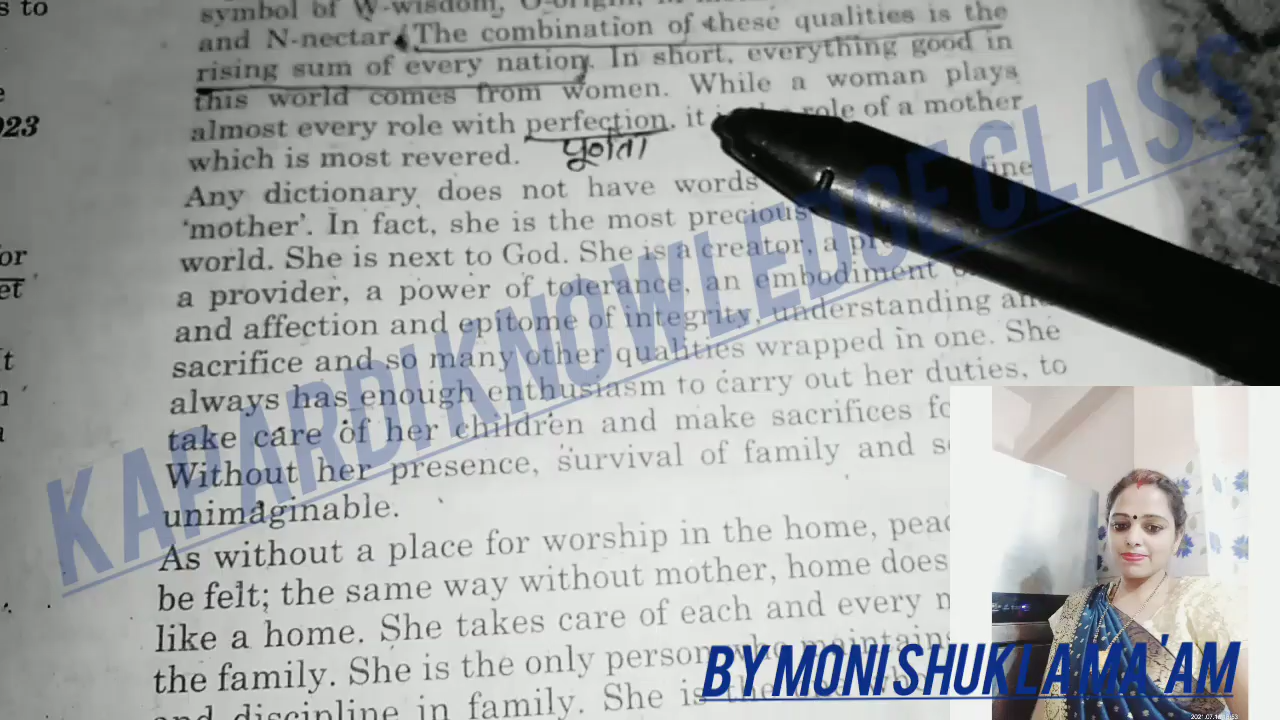 s to
023
or
et
symbol of W-wisdom, O-origin,
and N-nectar. The combination of these qualities is the
rising sum of every nation. In short, everything good in
this world comes from women. While a woman plays
almost every role with perfection, it role of a mother
पूर्णता
which is most revered.
Any dictionary does not have words fine
'mother'. In fact, she is the most precious
world. She is next to God. She is a creator, a
a provider, a power of tolerance, an embodiment
and affection and epitome of integrity, understanding and
sacrifice and so many other qualities wrapped in one. She
always has enough enthusiasm to carry out her duties, to
take care of her children and make sacrifices
Without her presence, survival of family and
unimaginable.
As without a place for worship in the home,
be felt; the same way without mother, home does
like a home. She takes care of each and every
the family. She is the only person who maintains
and discipline in family. She is the
KAPARDI KNOWLEDGE CLASS
BY MONI SHUKLA MA'AM